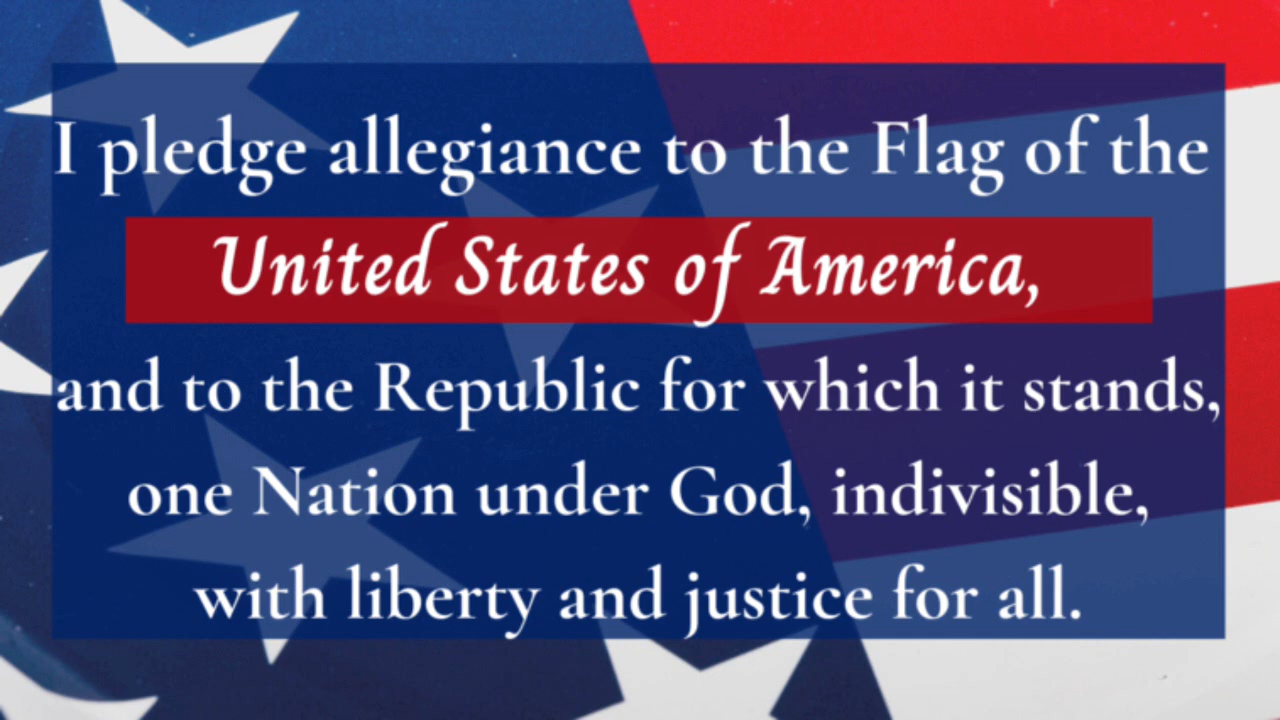 I pledge allegiance to the Flag of the
United States of America,
and to the Republic for which it stands,
one Nation under God, indivisible,
with liberty and justice for all.